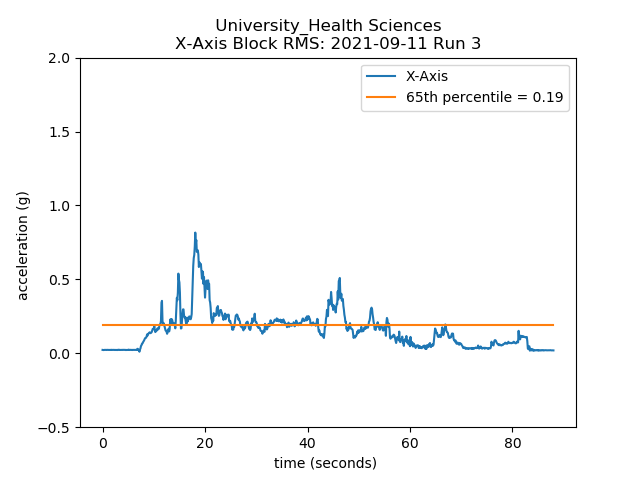 University_Health Sciences
X-Axis Block RMS: 2021-09-11 Run 3
2.0
X-Axis
65th percentile = 0.19
1.5
1.0
acceleration (g)
0.5
0.0
−0.5
0 20 40 60 80
time (seconds)